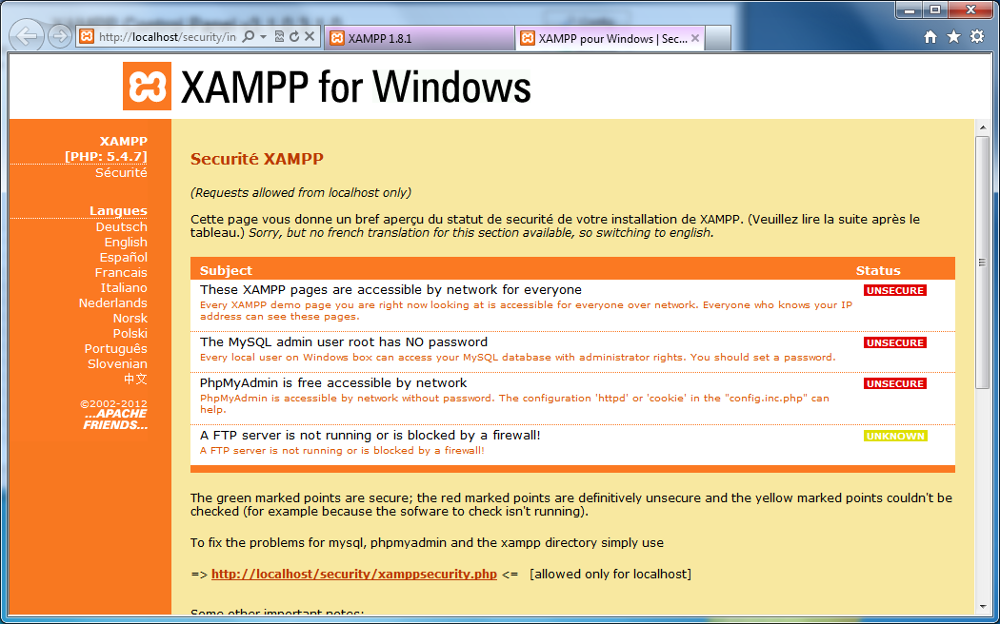 http://localhost/security/in
XAMPP 1.8.1
XAMPP pour Windows | Sec...
XAMPP for Windows
XAMPP
[PHP: 5.4.7]
Sécurité
Langues
Deutsch
English
Español
Francais
Italiano
Nederlands
Norsk
Polski
Português
Slovenian
中文
©2002-2012
...APACHE
FRIENDS...
Securité XAMPP
(Requests allowed from localhost only)
Cette page vous donne un bref aperçu du statut de securité de votre installation de XAMPP. (Veuillez lire la suite après le
tableau.) Sorry, but no french translation for this section available, so switching to english.
Subject Status
These XAMPP pages are accessible by network for everyone UNSECURE
Every XAMPP demo page you are right now looking at is accessible for everyone over network. Everyone who knows your IP
address can see these pages.
The MySQL admin user root has NO password UNSECURE
Every local user on Windows box can access your MySQL database with administrator rights. You should set a password.
PhpMyAdmin is free accessible by network UNSECURE
PhpMyAdmin is accessible by network without password. The configuration 'httpd' or 'cookie' in the "config.inc.php" can
help.
A FTP server is not running or is blocked by a firewall! UNKNOWN
A FTP server is not running or is blocked by a firewall!
The green marked points are secure; the red marked points are definitively unsecure and the yellow marked points couldn't be
checked (for example because the sofware to check isn't running).
To fix the problems for mysql, phpmyadmin and the xampp directory simply use
=> http://localhost/security/xamppsecurity.php <= [allowed only for localhost]
Some other important notes: